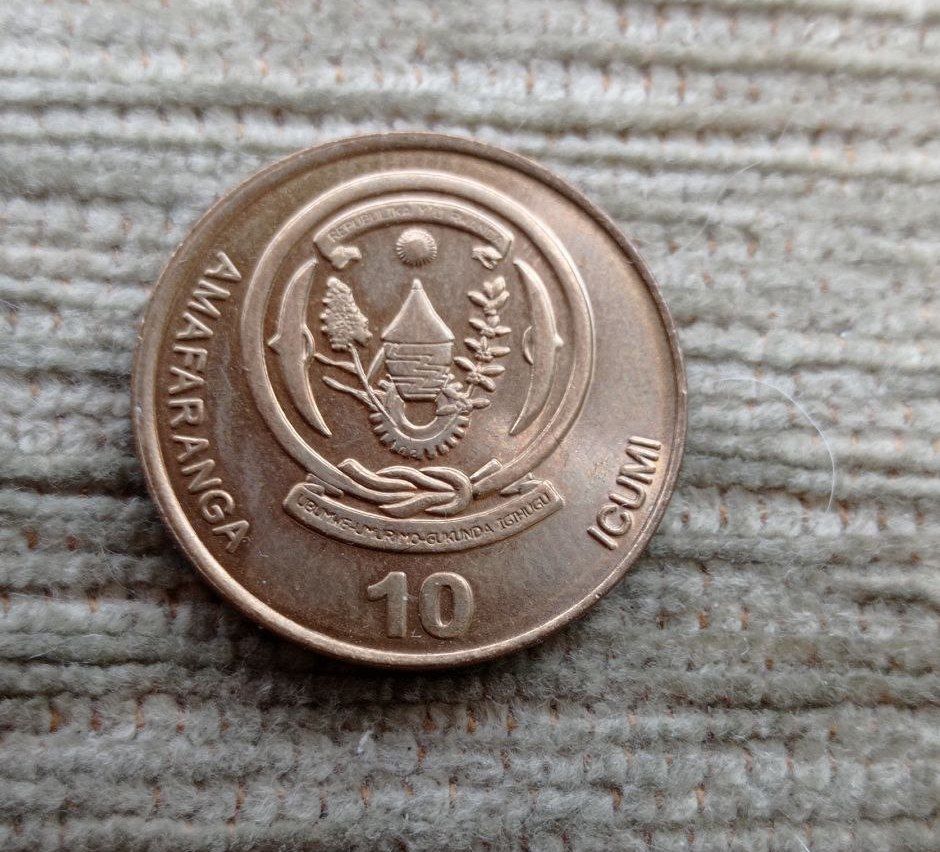 REPUBULIKA Y'U RWANDA
AMAFARANGA
ICUMI
UBUMWE-UMURIMO-GUKUNDA IGIHUGU
10